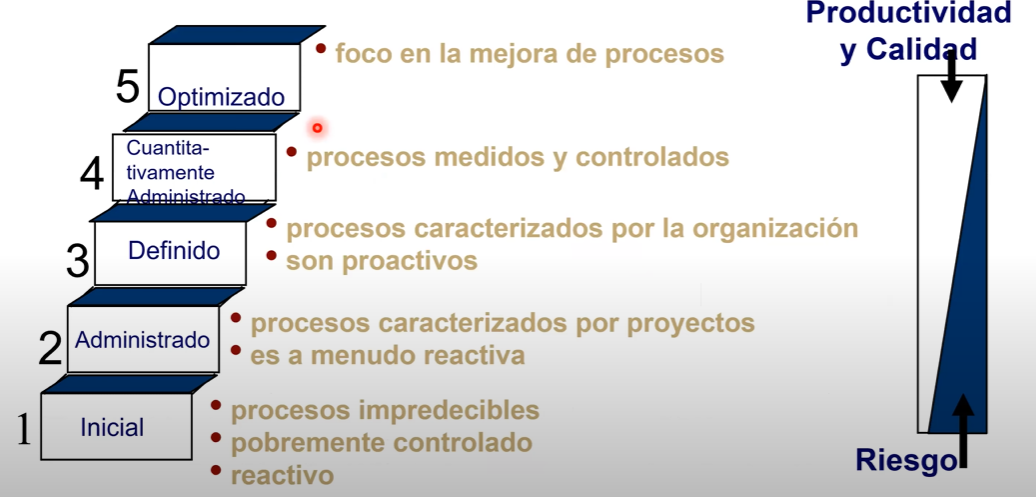 Productividad
y Calidad
5
Optimizado
• foco en la mejora de procesos
4
Cuantita-
tivamente
Administrado
• procesos medidos y controlados
3
Definido
• procesos caracterizados por la organización
• son proactivos
2
Administrado
• procesos caracterizados por proyectos
• es a menudo reactiva
1
Inicial
• procesos impredecibles
• pobremente controlado
• reactivo
Riesgo